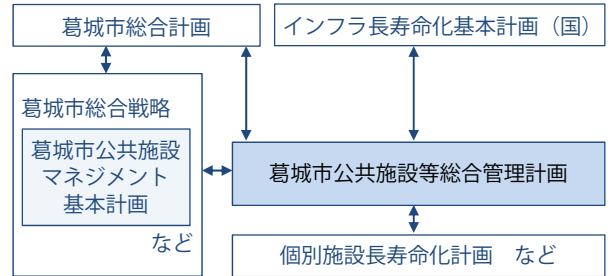 葛城市総合計画
インフラ長寿命化基本計画（国）
葛城市総合戦略
葛城市公共施設
マネジメント
基本計画
など
葛城市公共施設等総合管理計画
個別施設長寿命化計画　など